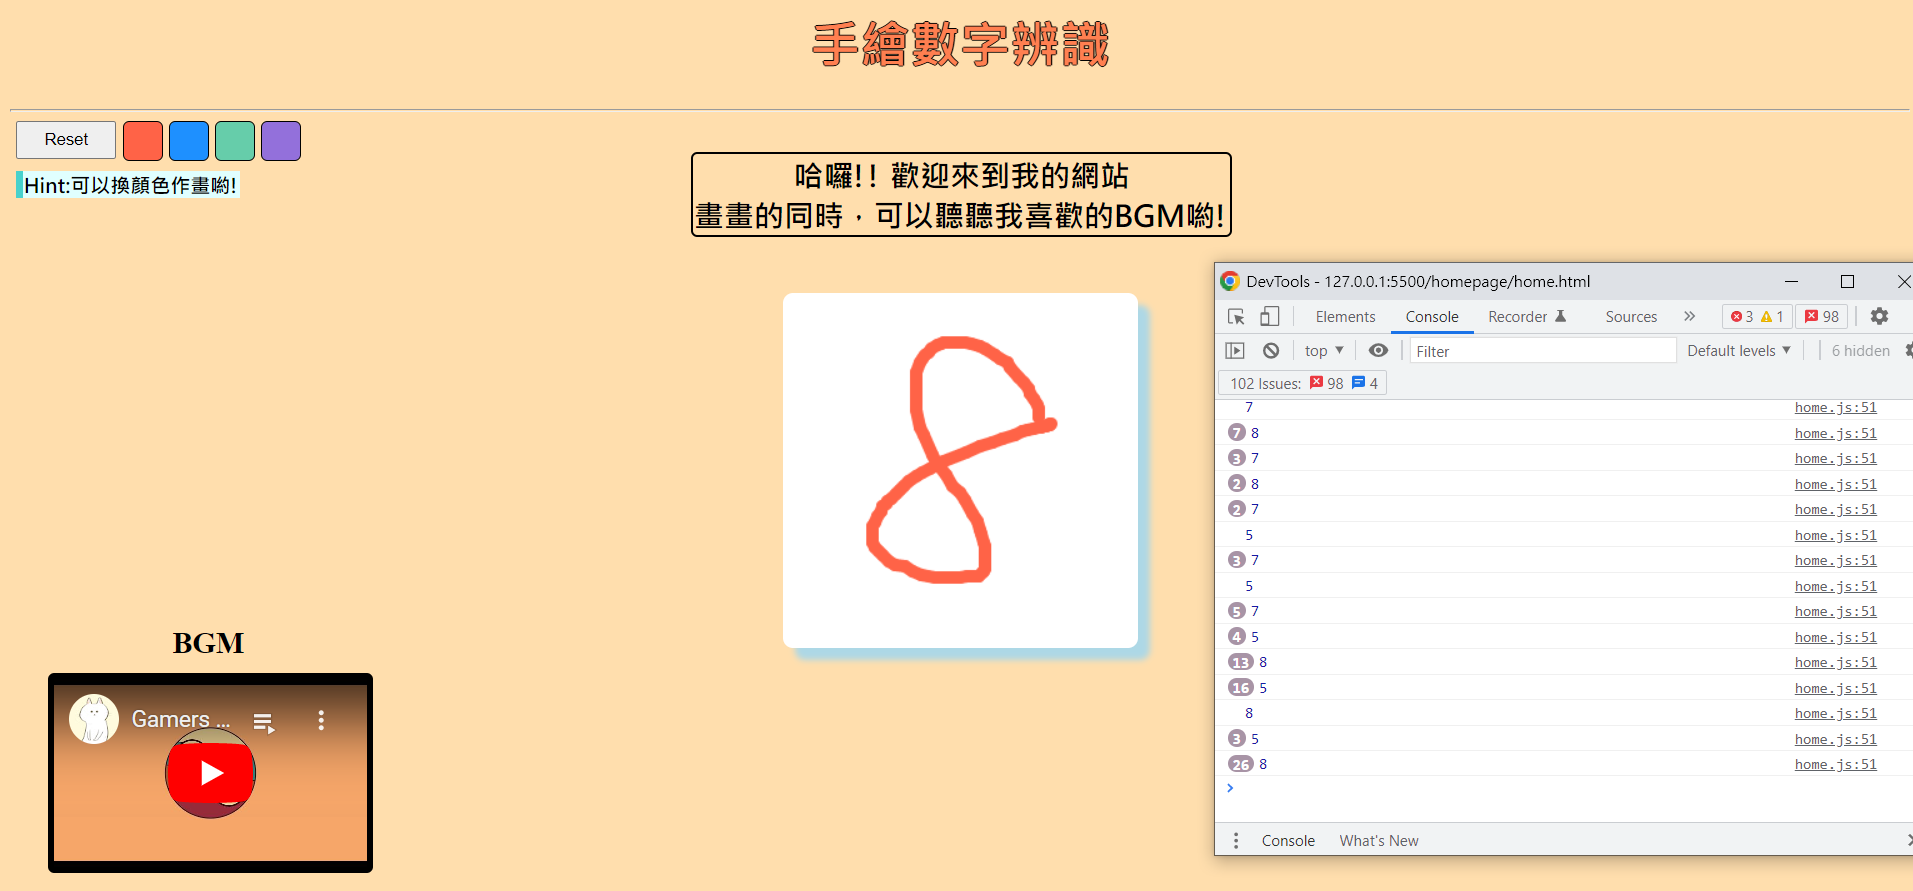 手繪數字辨識
Reset
Hint:可以換顏色作畫喲!
哈囉!! 歡迎來到我的網站
畫畫的同時，可以聽聽我喜歡的BGM喲!
8
BGM
Gamers ...
DevTools - 127.0.0.1:5500/homepage/home.html
Elements Console Recorder Sources » 3 1 98
top Filter Default levels 6 hidden
102 Issues: 98 4
7 home.js:51
7 8 home.js:51
3 7 home.js:51
2 8 home.js:51
2 7 home.js:51
5 home.js:51
3 7 home.js:51
5 home.js:51
5 7 home.js:51
4 5 home.js:51
13 8 home.js:51
16 5 home.js:51
8 home.js:51
3 5 home.js:51
26 8 home.js:51
Console What's New